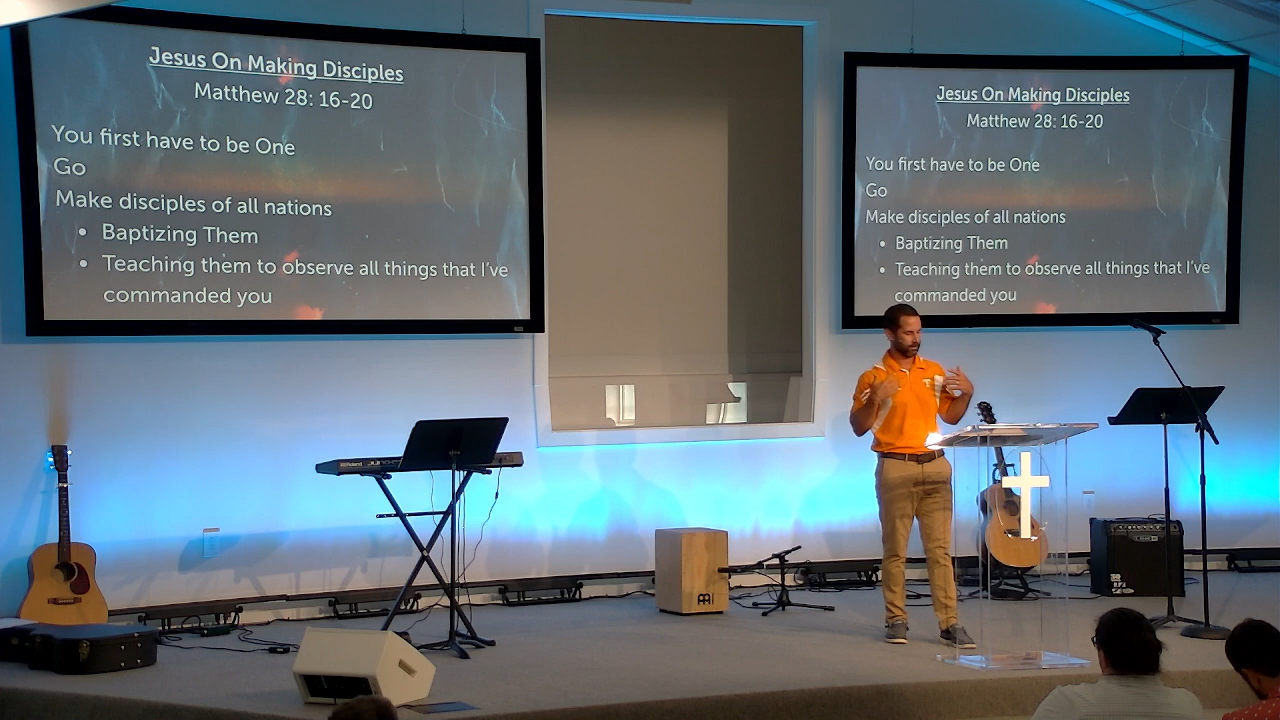 Jesus On Making Disciples
Matthew 28: 16-20
You first have to be One
Go
Make disciples of all nations
• Baptizing Them
• Teaching them to observe all things that I've
commanded you
Jesus On Making Disciples
Matthew 28: 16-20
You first have to be One
Go
Make disciples of all nations
• Baptizing Them
• Teaching them to observe all things that I've
commanded you
T
Roland